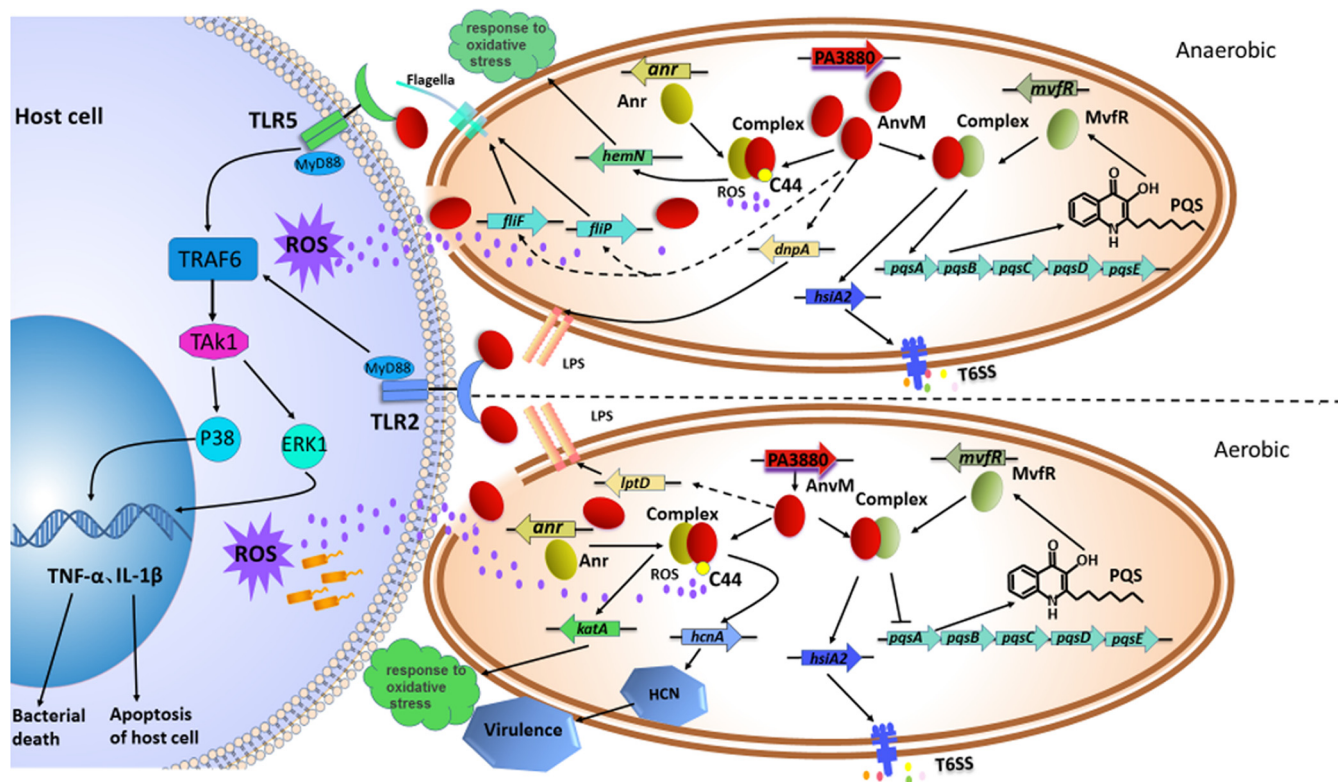 response to
oxidative
stress
Anaerobic
PA3880
anr
mvfR
Flagella
Anr
Host cell
TLR5
Complex
AnvM
Complex
MvfR
MyD88
hemN
ROS
C44
O
OH
PQS
N
H
ROS
fliF
fliP
dnpA
TRAF6
pqsA
pqsB
pqsC
pqsD
pqsE
hsiA2
TAk1
MyD88
LPS
T6SS
TLR2
LPS
P38
ERK1
Aerobic
PA3880
mvfR
AnvM
MvfR
lptD
Complex
Complex
anr
Anr
ROS
C44
O
OH
PQS
N
H
ROS
TNF-α、IL-1β
katA
hcnA
pqsA
pqsB
pqsC
pqsD
pqsE
hsiA2
response to
oxidative
stress
HCN
Bacterial
death
Apoptosis
of host cell
Virulence
T6SS